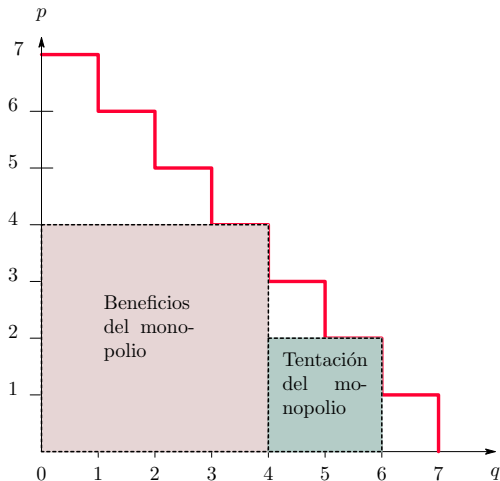 p
7
6
5
4
3
2
1
Beneficios
del mono-
polio
Tentación
del mo-
nopolio
0 1 2 3 4 5 6 7 q